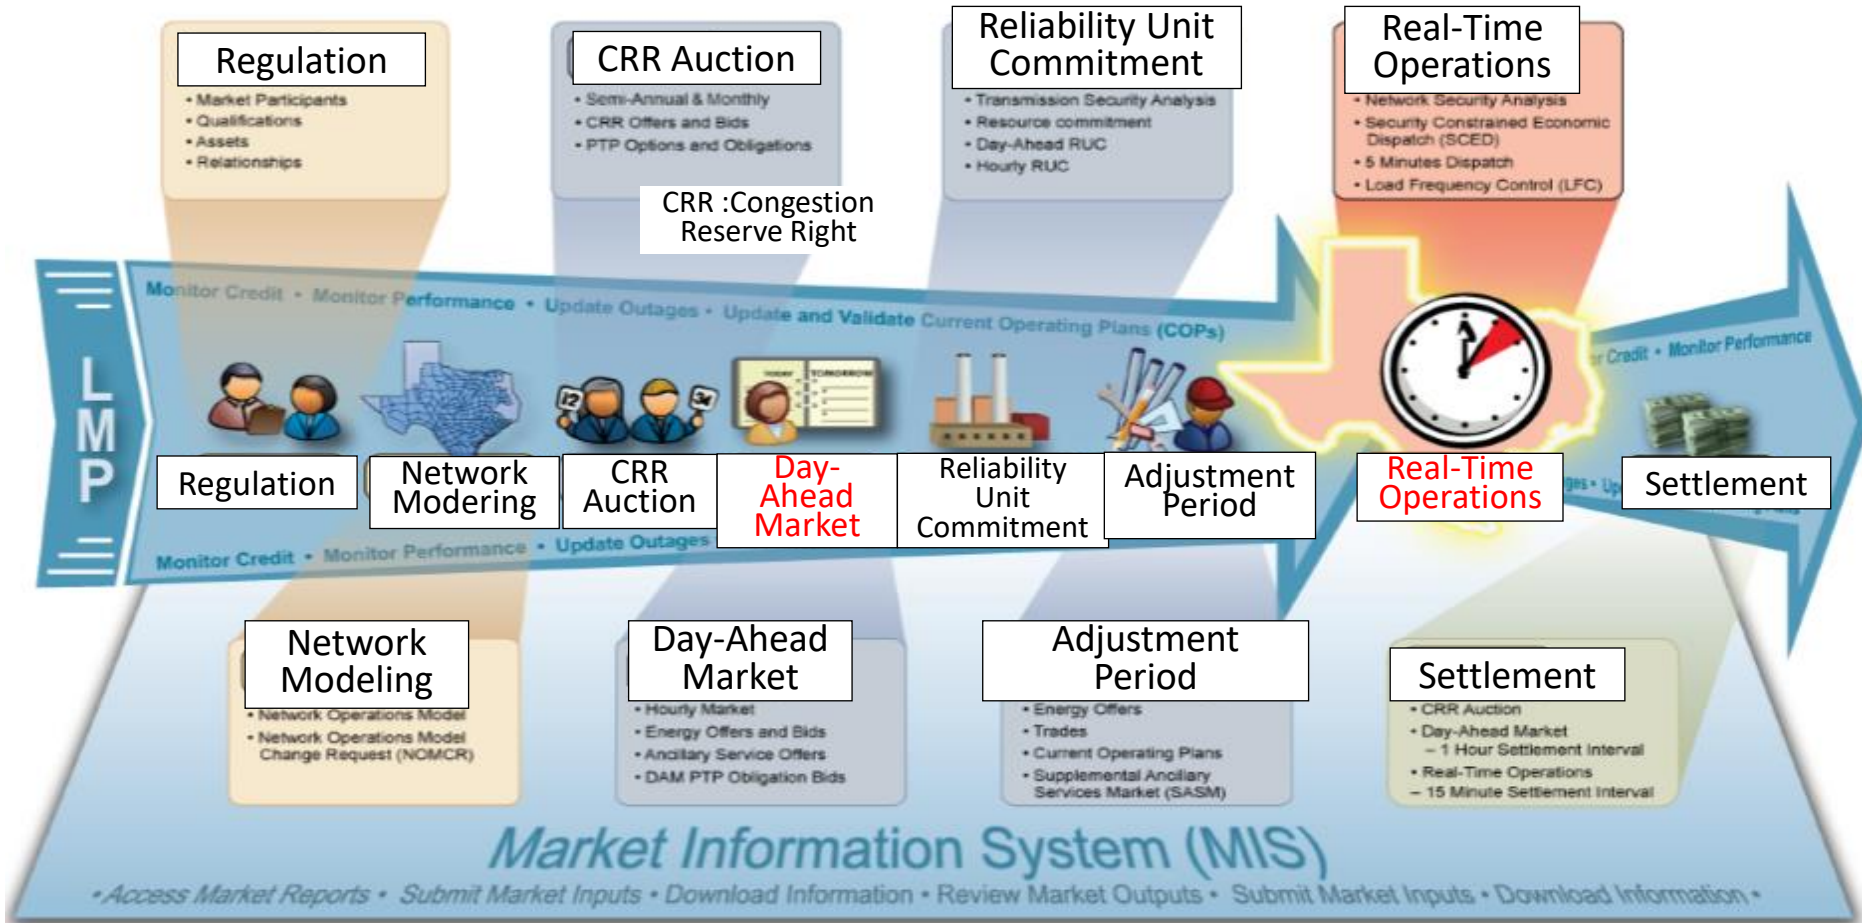 Regulation
• Market Participants
• Qualifications
• Assets
• Relationships
CRR Auction
• Semi-Annual & Monthly
• CRR Offers and Bids
• PTP Options and Obligations
CRR :Congestion
Reserve Right
Reliability Unit
Commitment
• Transmission Security Analysis
• Resource commitment
• Day-Ahead RUC
• Hourly RUC
Real-Time
Operations
• Network Security Analysis
• Security Constrained Economic
Dispatch (SCED)
• 5 Minutes Dispatch
• Load Frequency Control (LFC)
LMP
Monitor Credit • Monitor Performance • Update Outages • Update and Validate Current Operating Plans (COPs)
Credit • Monitor Performance
TODAY TOMORROW
12
34
Regulation
Network
Modering
CRR
Auction
Day-
Ahead
Market
Reliability
Unit
Commitment
Adjustment
Period
Real-Time
Operations
Settlement
Monitor Credit • Monitor Performance • Update Outages
Network
Modeling
• Network Operations Model
• Network Operations Model
Change Request (NOMCR)
Day-Ahead
Market
• Hourly Market
• Energy Offers and Bids
• Ancillary Service Offers
• DAM PTP Obligation Bids
Adjustment
Period
• Energy Offers
• Trades
• Current Operating Plans
• Supplemental Ancillary
Services Market (SASM)
Settlement
• CRR Auction
• Day-Ahead Market
– 1 Hour Settlement Interval
• Real-Time Operations
– 15 Minute Settlement Interval
Market Information System (MIS)
• Access Market Reports • Submit Market Inputs • Download Information • Review Market Outputs • Submit Market Inputs • Download Information •